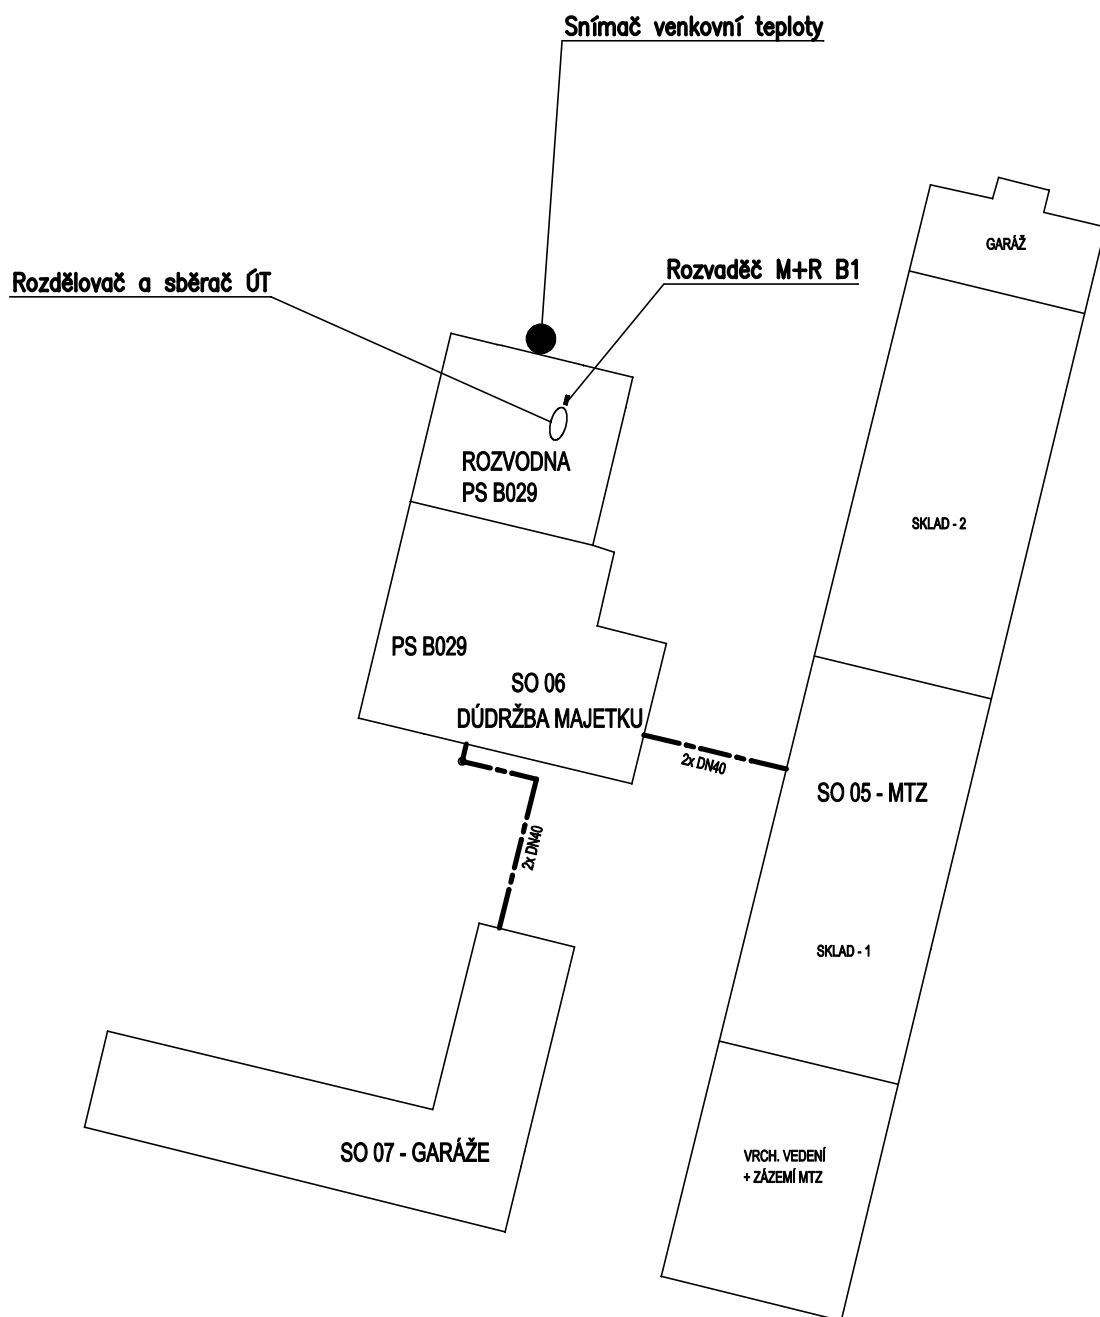 Snímač venkovní teploty
GARÁŽ
Rozdělovač a sběrač ÚT
Rozvaděč M+R B1
ROZVODNA
PS B029
SKLAD - 2
PS B029
SO 06
DÚDRŽBA MAJETKU
2x DN40
SO 05 - MTZ
2x DN40
SKLAD - 1
SO 07 - GARÁŽE
VRCH. VEDENÍ
+ ZÁZEMÍ MTZ